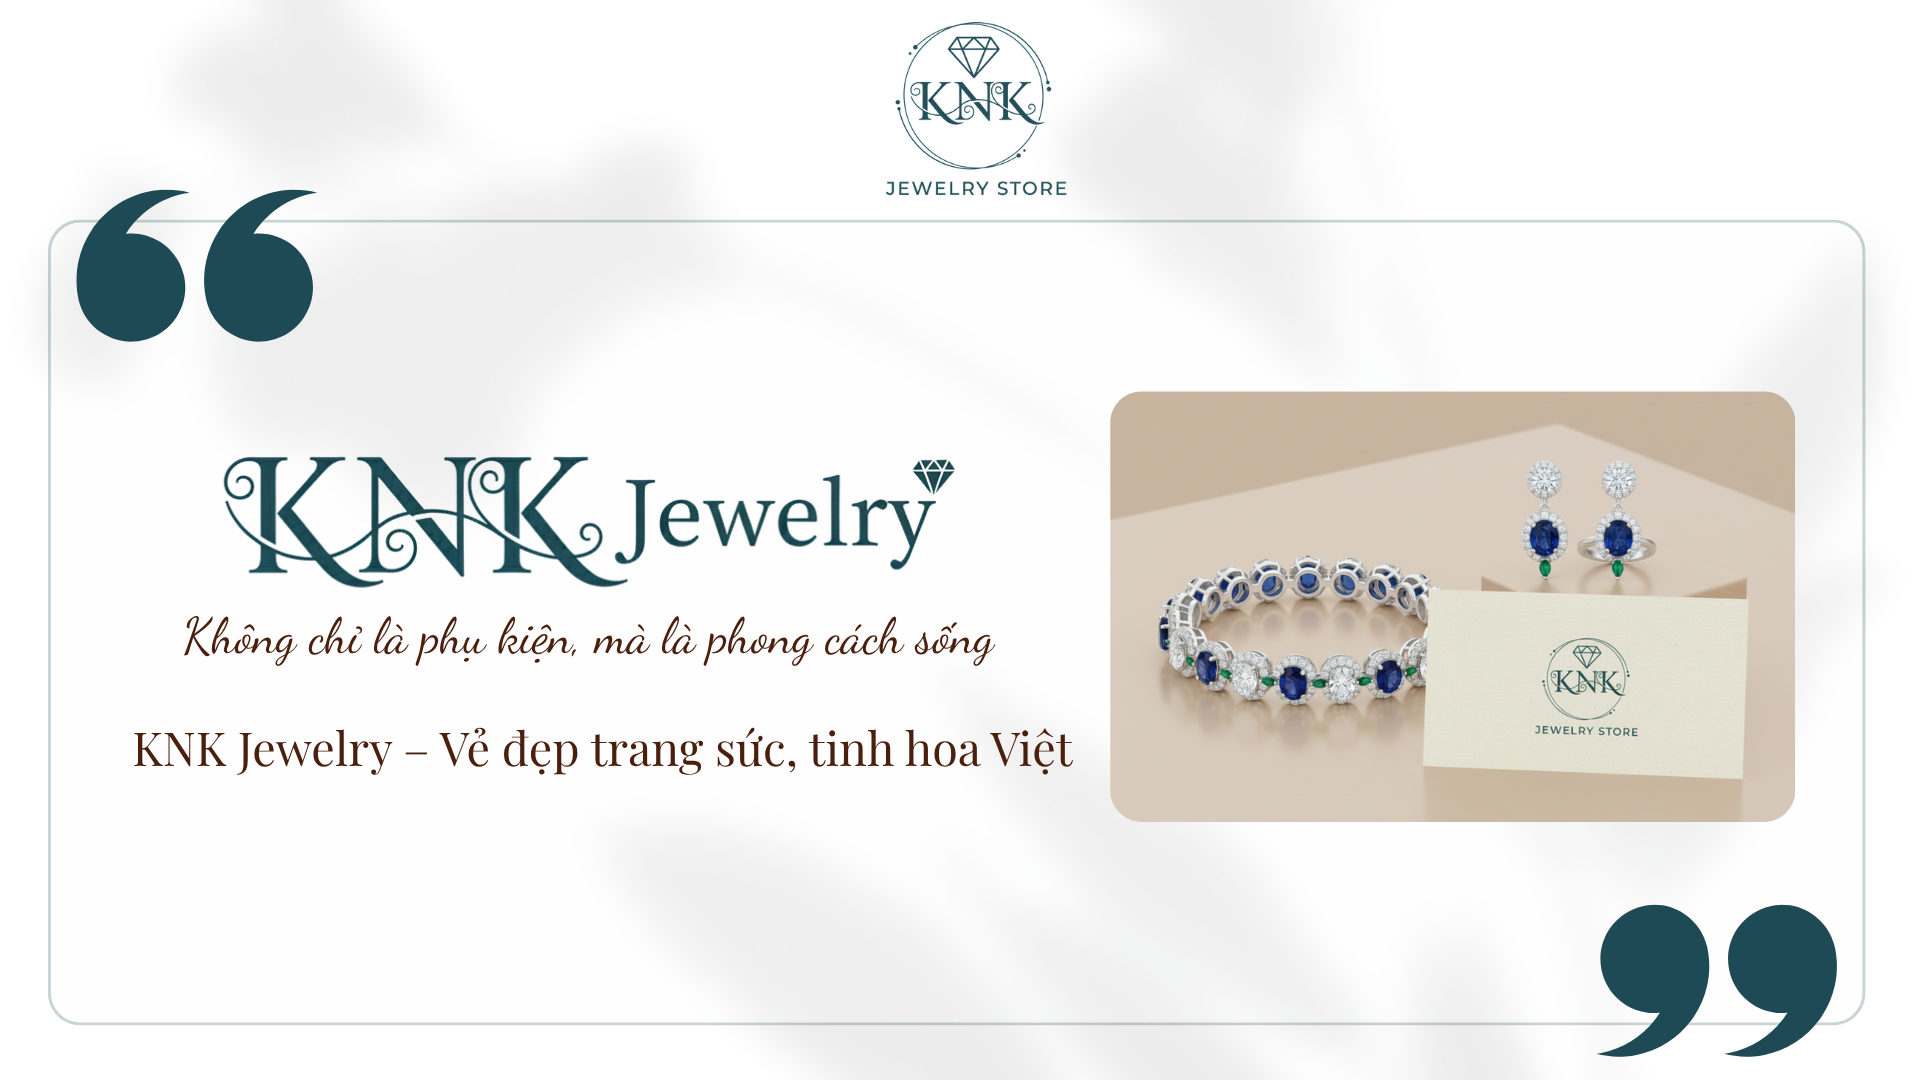 KNK
JEWELRY STORE
KNK Jewelry
Không chỉ là phụ kiện, mà là phong cách sống
KNK Jewelry – Vẻ đẹp trang sức, tinh hoa Việt
KNK
JEWELRY STORE